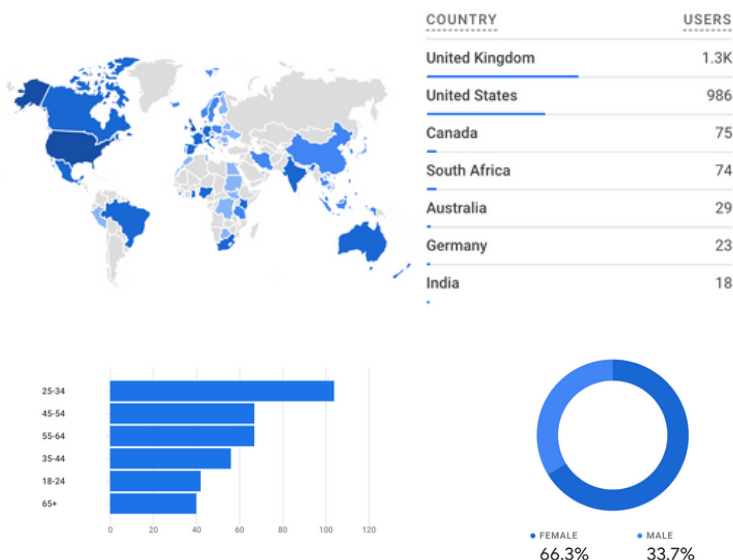 COUNTRY USERS
United Kingdom 1.3K
United States 986
Canada 75
South Africa 74
Australia 29
Germany 23
India 18
25-34
45-54
55-64
35-44
18-24
65+
0 20 40 60 80 100 120
FEMALE MALE
66.3% 33.7%